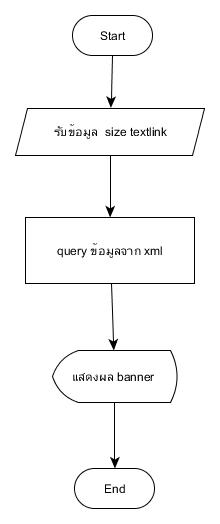 Start
รับข้อมูล size textlink
query ข้อมูลจาก xml
แสดงผล banner
End